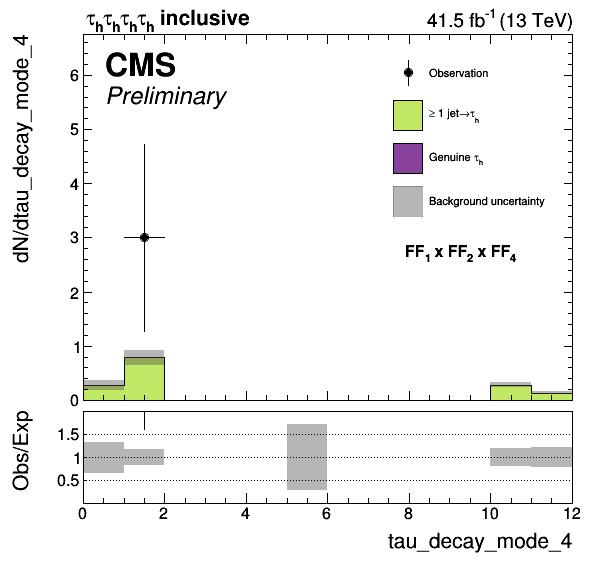 τhτhτhτh inclusive
41.5 fb-1 (13 TeV)
CMS
Preliminary
dN/dtau_decay_mode_4
6
5
4
3
2
1
0
Observation
≥ 1 jet→τh
Genuine τh
Background uncertainty
FF1 x FF2 x FF4
Obs/Exp
1.5
1
0.5
0 2 4 6 8 10 12
tau_decay_mode_4